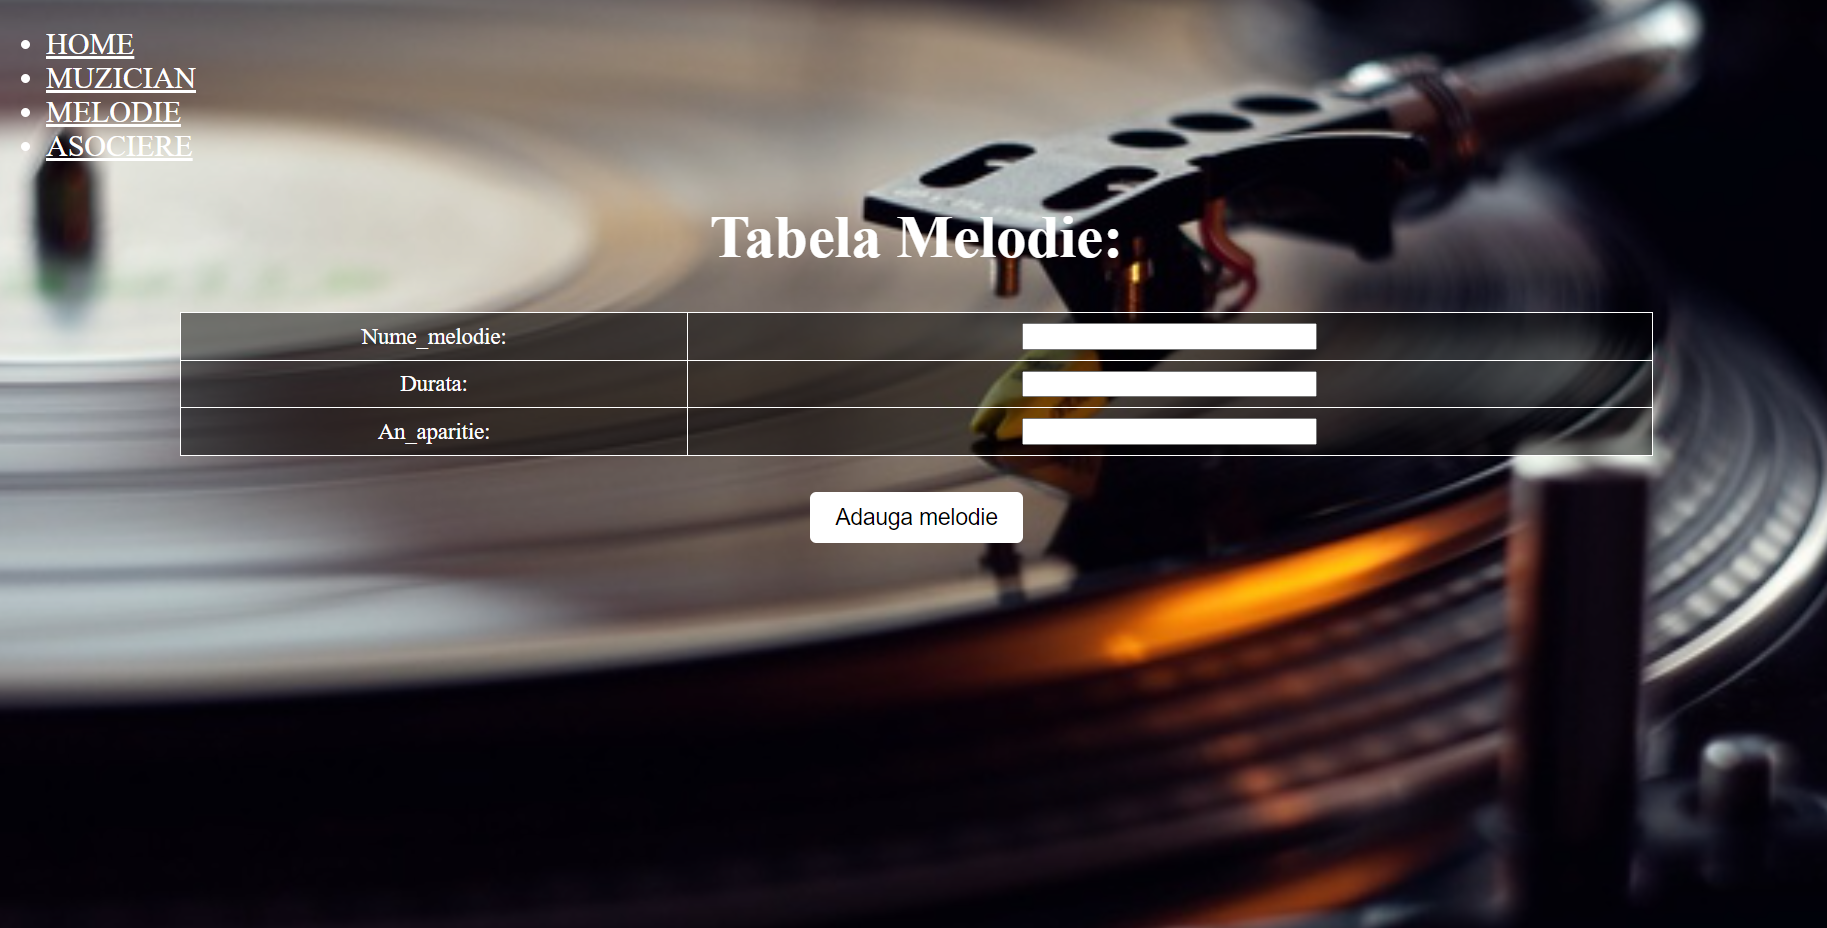 HOME
MUZICIAN
MELODIE
ASOCIERE
Tabela Melodie:
Nume_melodie:
Durata:
An_aparitie:
Adauga melodie